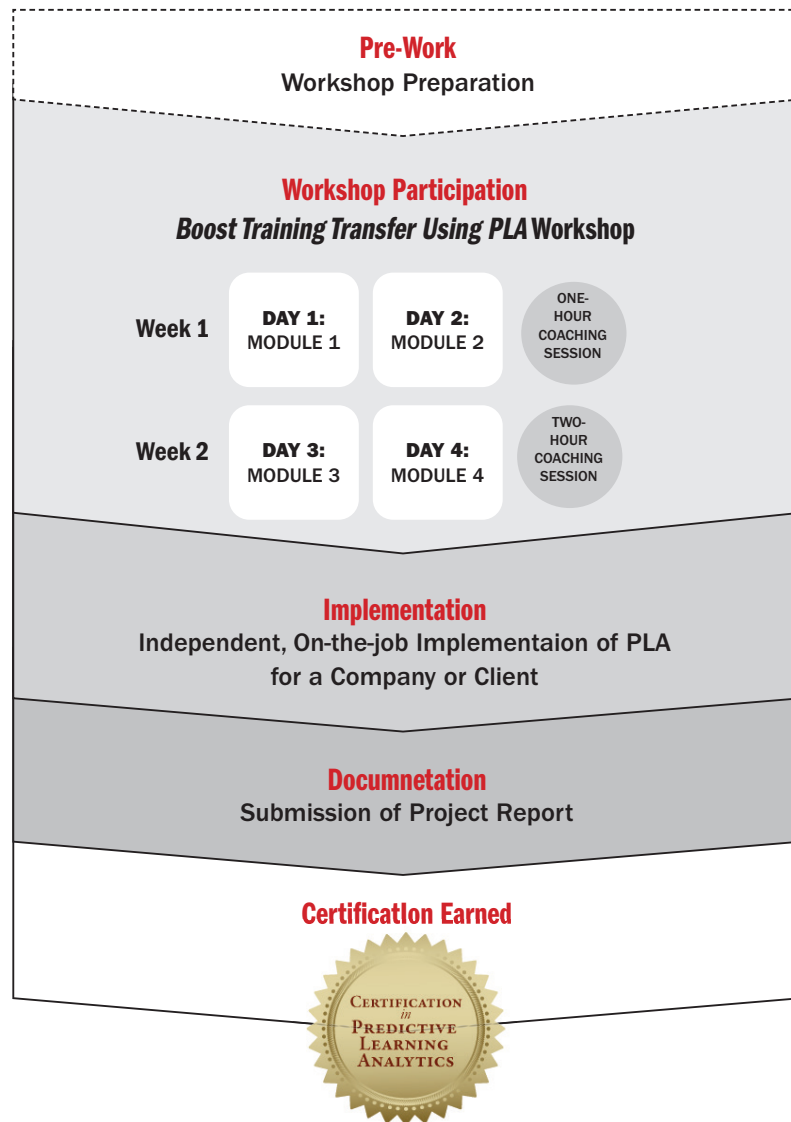 Pre-Work
Workshop Preparation
Workshop Participation
Boost Training Transfer Using PLA Workshop
Week 1
DAY 1:
MODULE 1
DAY 2:
MODULE 2
ONE-
HOUR
COACHING
SESSION
Week 2
DAY 3:
MODULE 3
DAY 4:
MODULE 4
TWO-
HOUR
COACHING
SESSION
Implementation
Independent, On-the-job Implementaion of PLA
for a Company or Client
Documnetation
Submission of Project Report
CertificatIon Earned
CERTIFICATION
in
PREDICTIVE
LEARNING
ANALYTICS